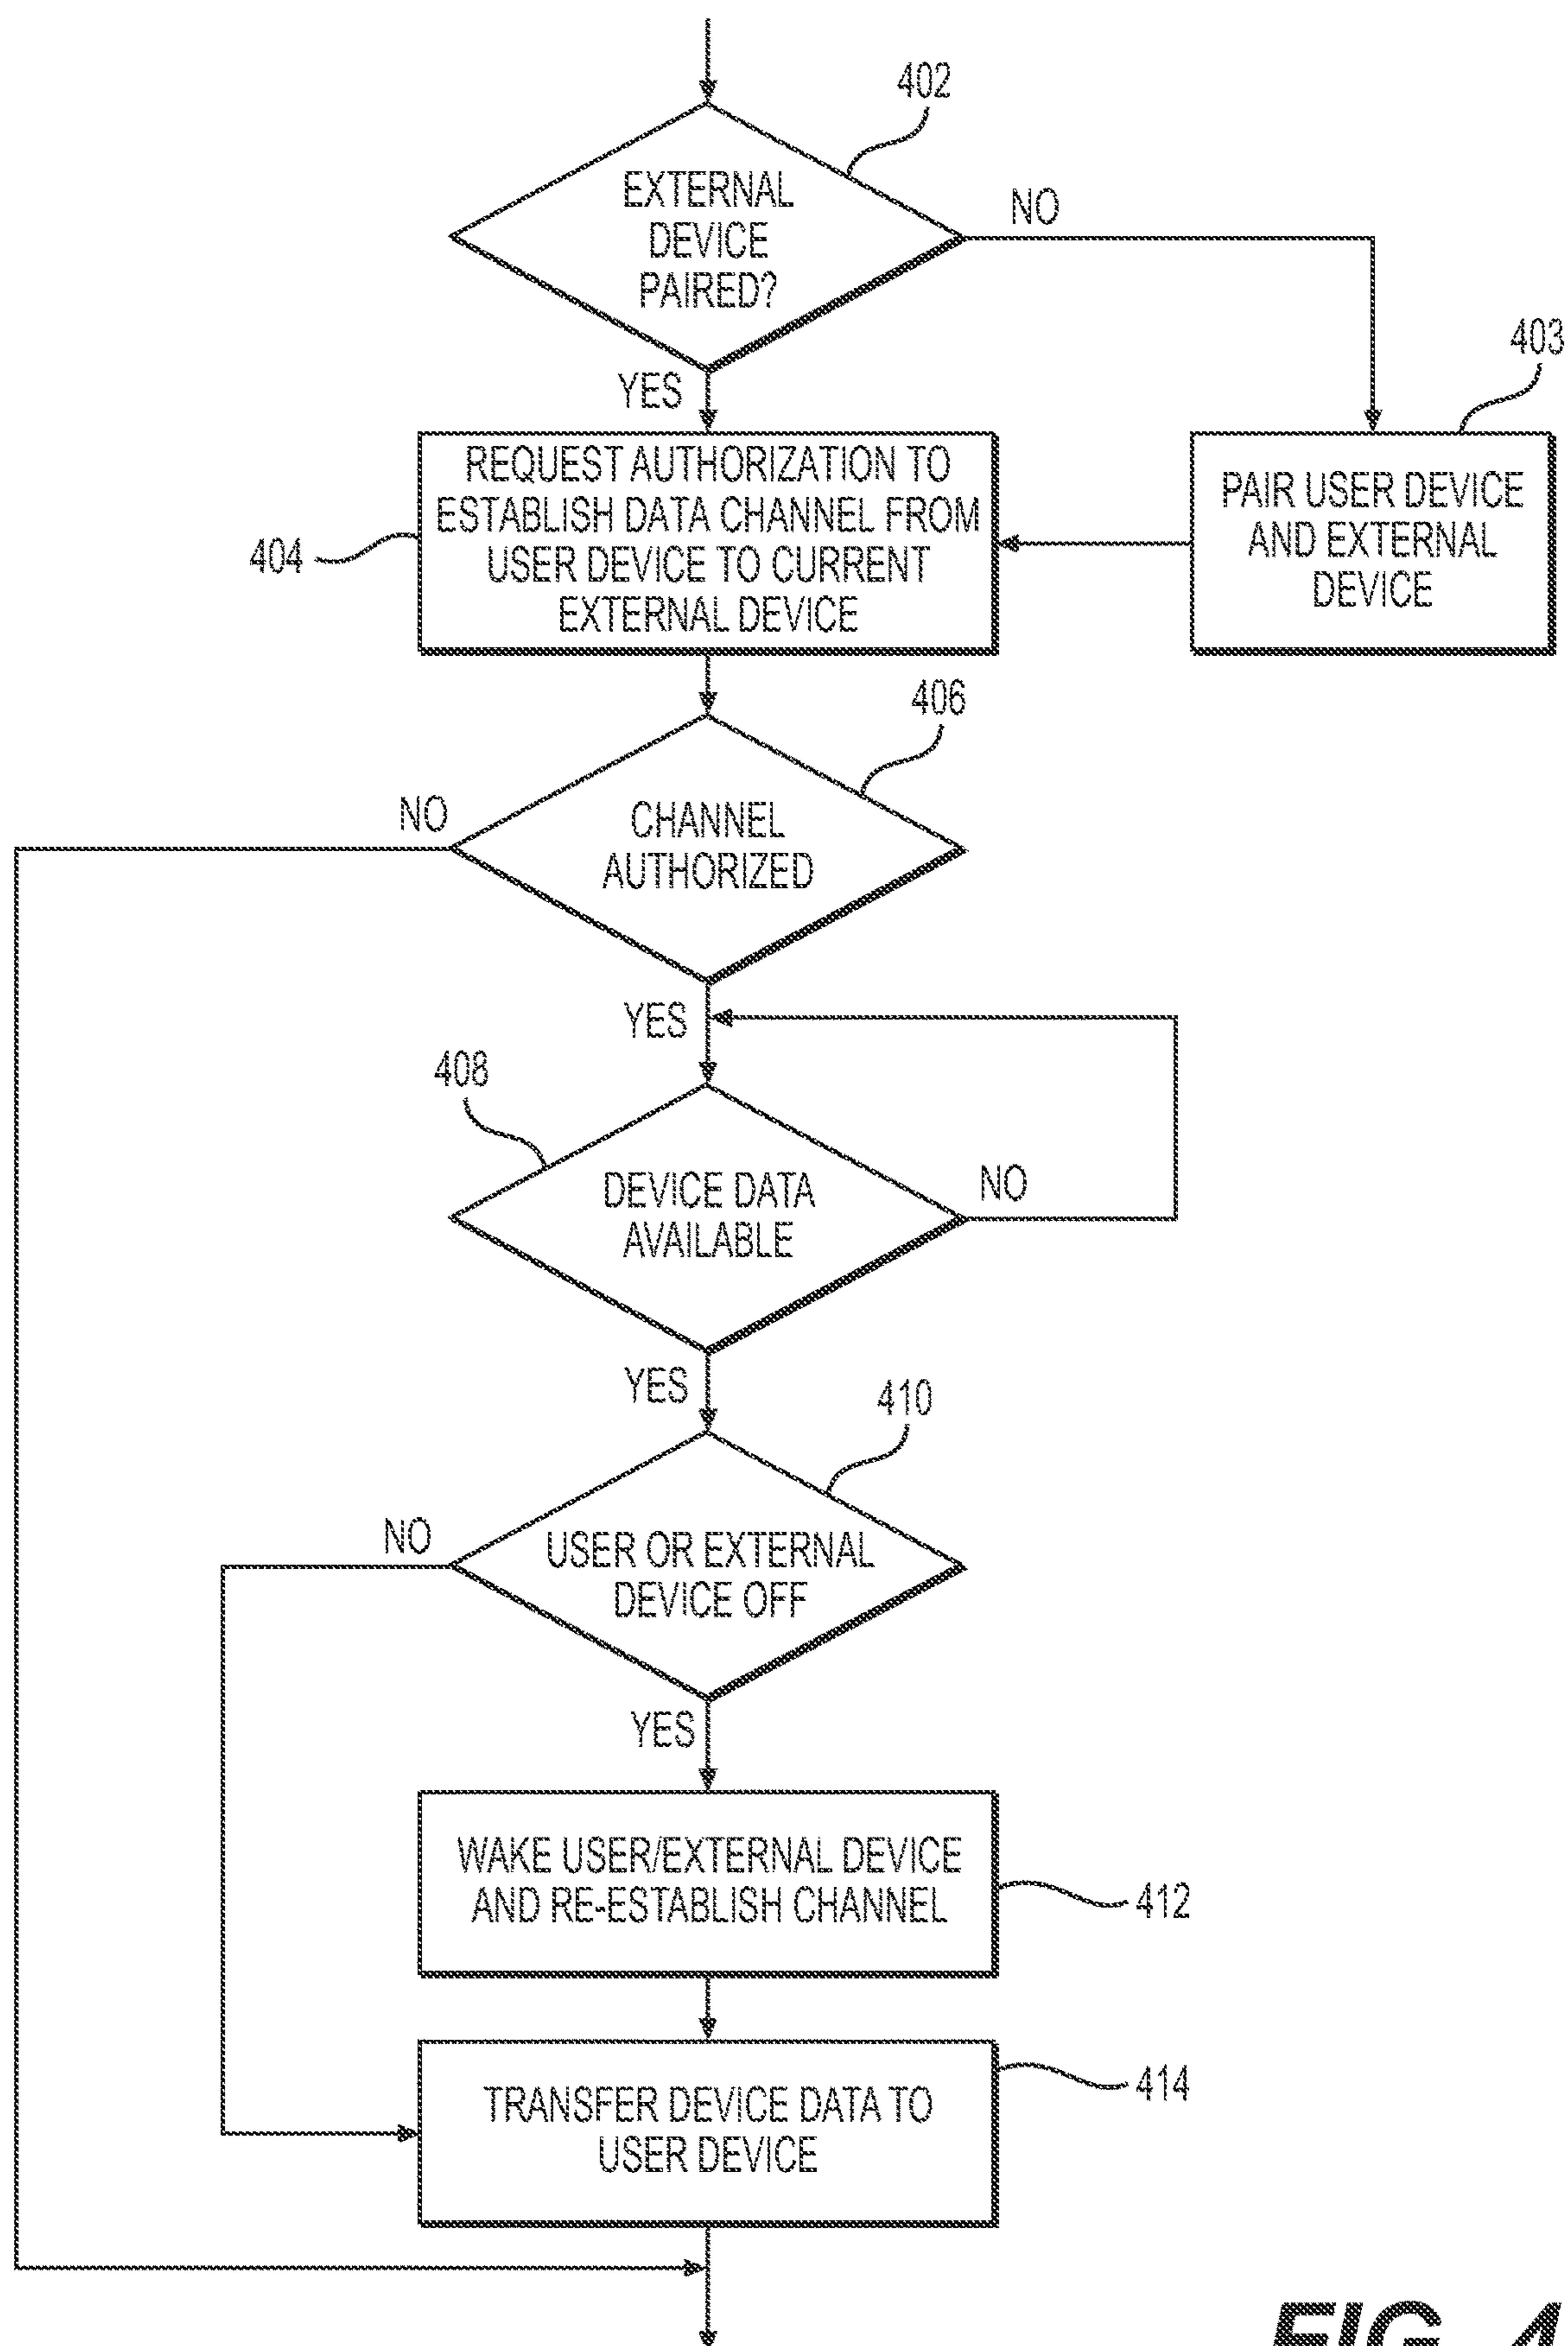 402
EXTERNAL
DEVICE
PAIRED?
NO
YES
403
REQUEST AUTHORIZATION TO
ESTABLISH DATA CHANNEL FROM
USER DEVICE TO CURRENT
EXTERNAL DEVICE
404
PAIR USER DEVICE
AND EXTERNAL
DEVICE
406
NO
CHANNEL
AUTHORIZED
YES
408
DEVICE DATA
AVAILABLE
NO
YES
410
NO
USER OR EXTERNAL
DEVICE OFF
YES
WAKE USER/EXTERNAL DEVICE
AND RE-ESTABLISH CHANNEL
412
TRANSFER DEVICE DATA TO
USER DEVICE
414
FIG. 4